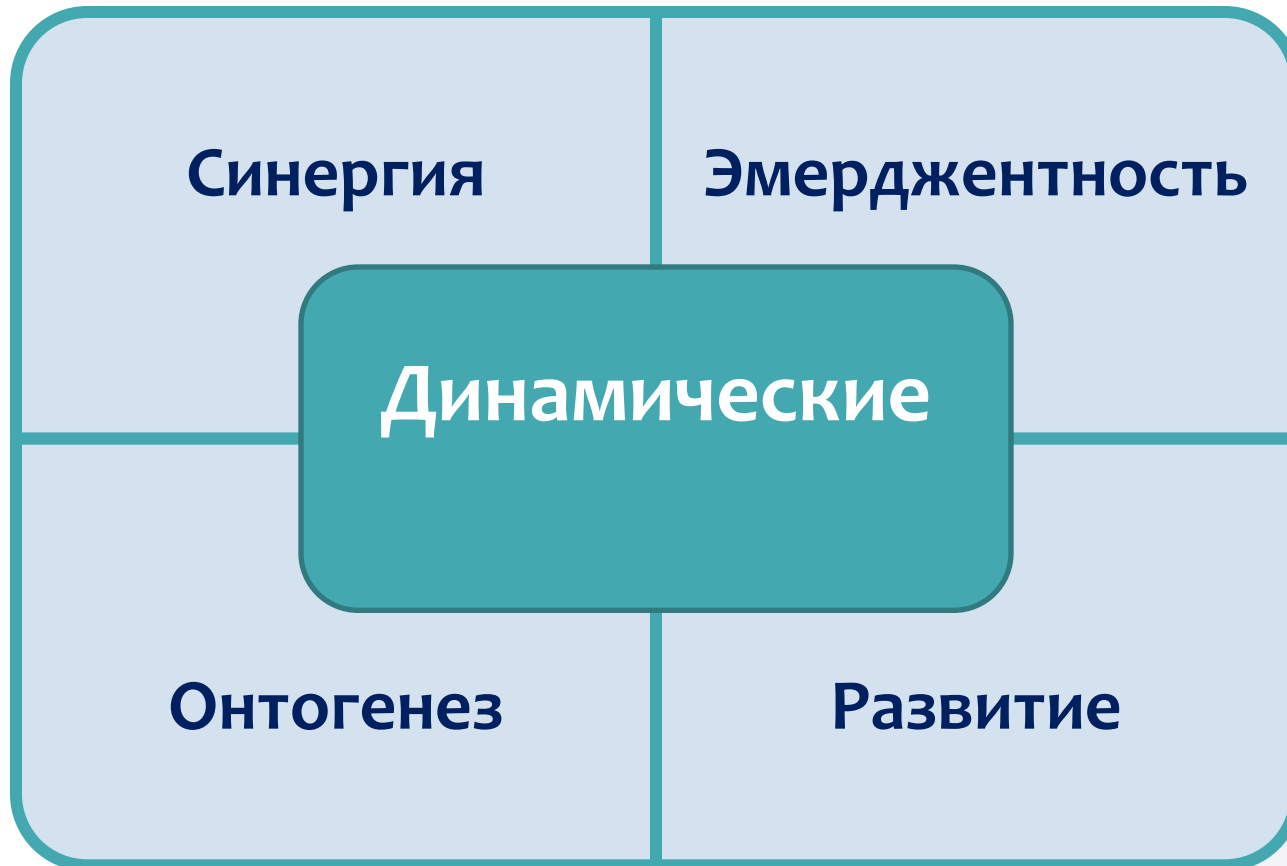 Синергия
Эмерджентность
Динамические
Онтогенез
Развитие